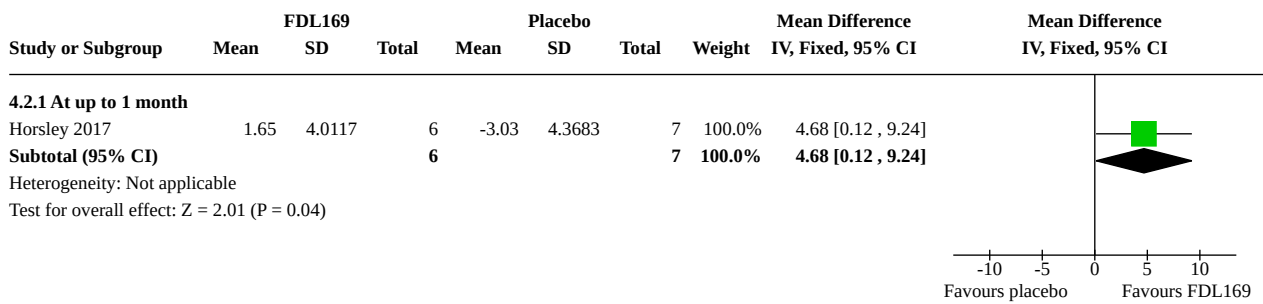 FDL169 Placebo Mean Difference Mean Difference
Study or Subgroup Mean SD Total Mean SD Total Weight IV, Fixed, 95% CI IV, Fixed, 95% CI
4.2.1 At up to 1 month
Horsley 2017 1.65 4.0117 6 -3.03 4.3683 7 100.0% 4.68 [0.12 , 9.24]
Subtotal (95% CI) 6 7 100.0% 4.68 [0.12 , 9.24]
Heterogeneity: Not applicable
Test for overall effect: Z = 2.01 (P = 0.04)
-10 -5 0 5 10
Favours placebo Favours FDL169